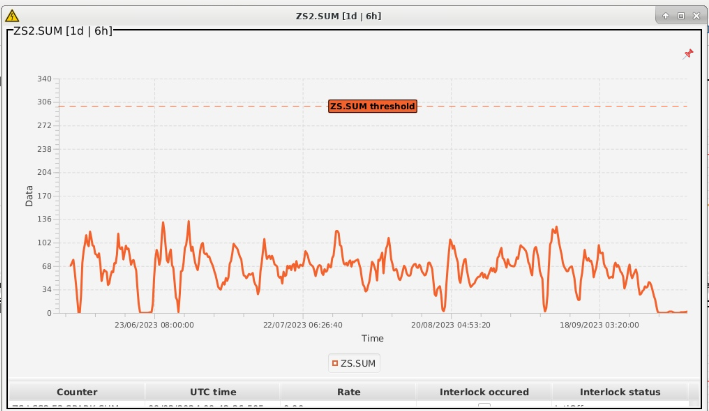 ZS2.SUM [1d | 6h]
ZS2.SUM [1d | 6h]
340
306
ZS.SUM threshold
272
238
204
170
136
102
68
34
0
Data
23/06/2023 08:00:00
22/07/2023 06:26:40
20/08/2023 04:53:20
18/09/2023 03:20:00
Time
ZS.SUM
Counter UTC time Rate Interlock occured Interlock status